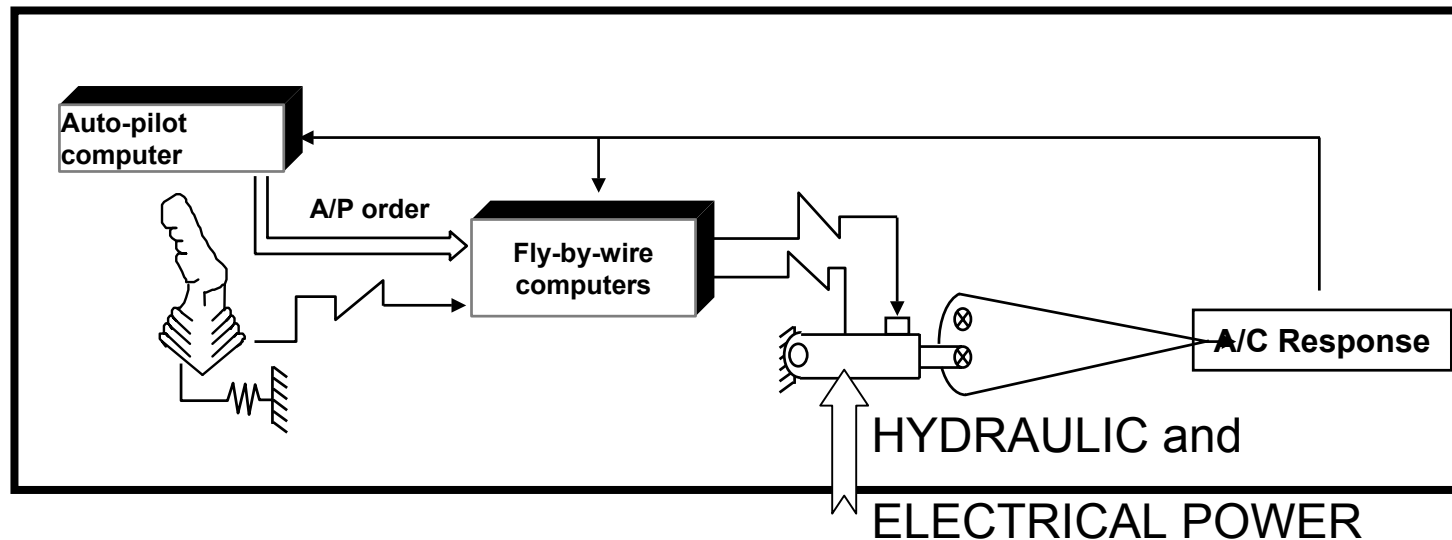 Auto-pilot
computer
A/P order
Fly-by-wire
computers
A/C Response
HYDRAULIC and
ELECTRICAL POWER